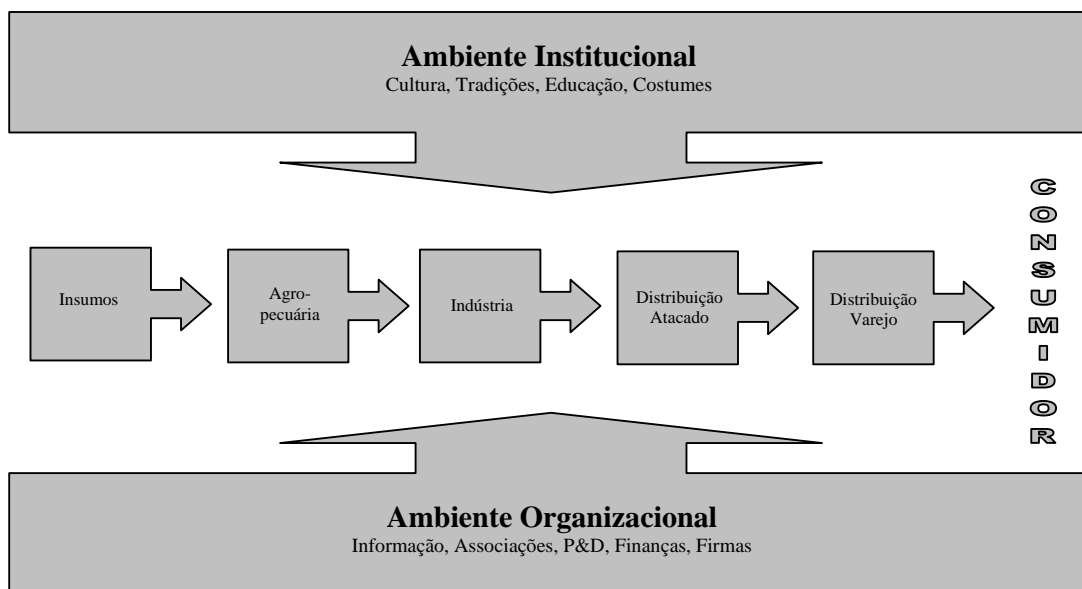 Ambiente Institucional
Cultura, Tradições, Educação, Costumes
Insumos
Agro-
pecuária
Indústria
Distribuição
Atacado
Distribuição
Varejo
CONSUMIDOR
Ambiente Organizacional
Informação, Associações, P&D, Finanças, Firmas